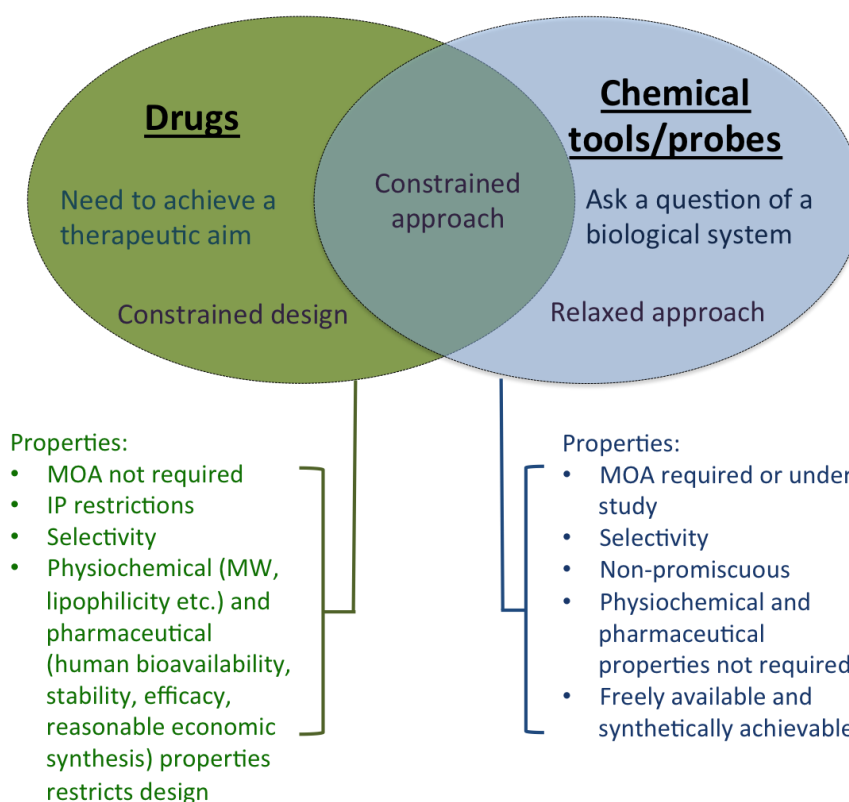 Drugs
Need to achieve a
therapeutic aim
Constrained design
Constrained
approach
Chemical
tools/probes
Ask a question of a
biological system
Relaxed approach
Properties:
• MOA not required
• IP restrictions
• Selectivity
• Physiochemical (MW,
lipophilicity etc.) and
pharmaceutical
(human bioavailability,
stability, efficacy,
reasonable economic
synthesis) properties
restricts design
Properties:
• MOA required or under
study
• Selectivity
• Non-promiscuous
• Physiochemical and
pharmaceutical
properties not required
• Freely available and
synthetically achievable